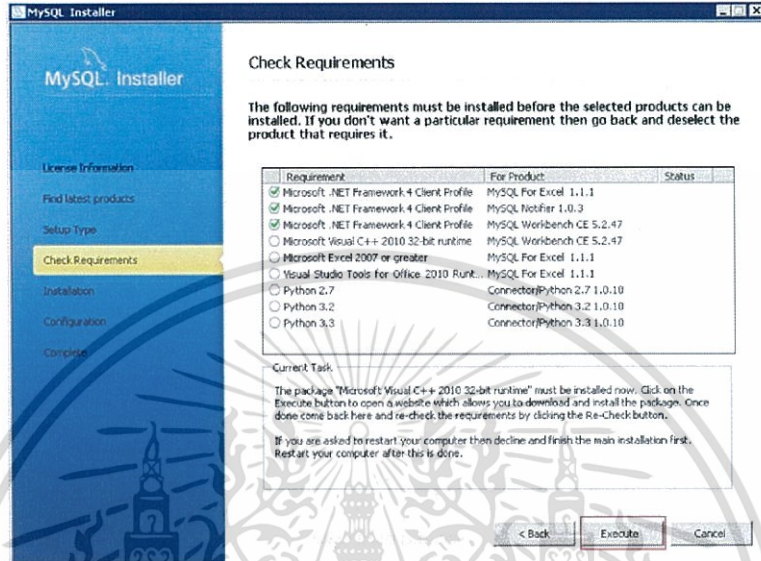 MySQL Installer
MySQL. Installer
License Information
Find latest products
Setup Type
Check Requirements
Installation
Configuration
Complete
Check Requirements
The following requirements must be installed before the selected products can be
installed. If you don't want a particular requirement then go back and deselect the
product that requires it.
Requirement For Product Status
Microsoft .NET Framework 4 Client Profile MySQL For Excel 1.1.1
Microsoft .NET Framework 4 Client Profile MySQL Notifier 1.0.3
Microsoft .NET Framework 4 Client Profile MySQL Workbench CE 5.2.47
Microsoft Visual C++ 2010 32-bit runtime MySQL Workbench CE 5.2.47
Microsoft Excel 2007 or greater MySQL For Excel 1.1.1
Visual Studio Tools for Office 2010 Runt... MySQL For Excel 1.1.1
Python 2.7 Connector/Python 2.7 1.0.10
Python 3.2 Connector/Python 3.2 1.0.10
Python 3.3 Connector/Python 3.3 1.0.10
Current Task
The package "Microsoft Visual C++ 2010 32-bit runtime" must be installed now. Click on the
Execute button to open a website which allows you to download and install the package. Once
done come back here and re-check the requirements by clicking the Re-Check button.
If you are asked to restart your computer then decline and finish the main installation first.
Restart your computer after this is done.
< Back Execute Cancel